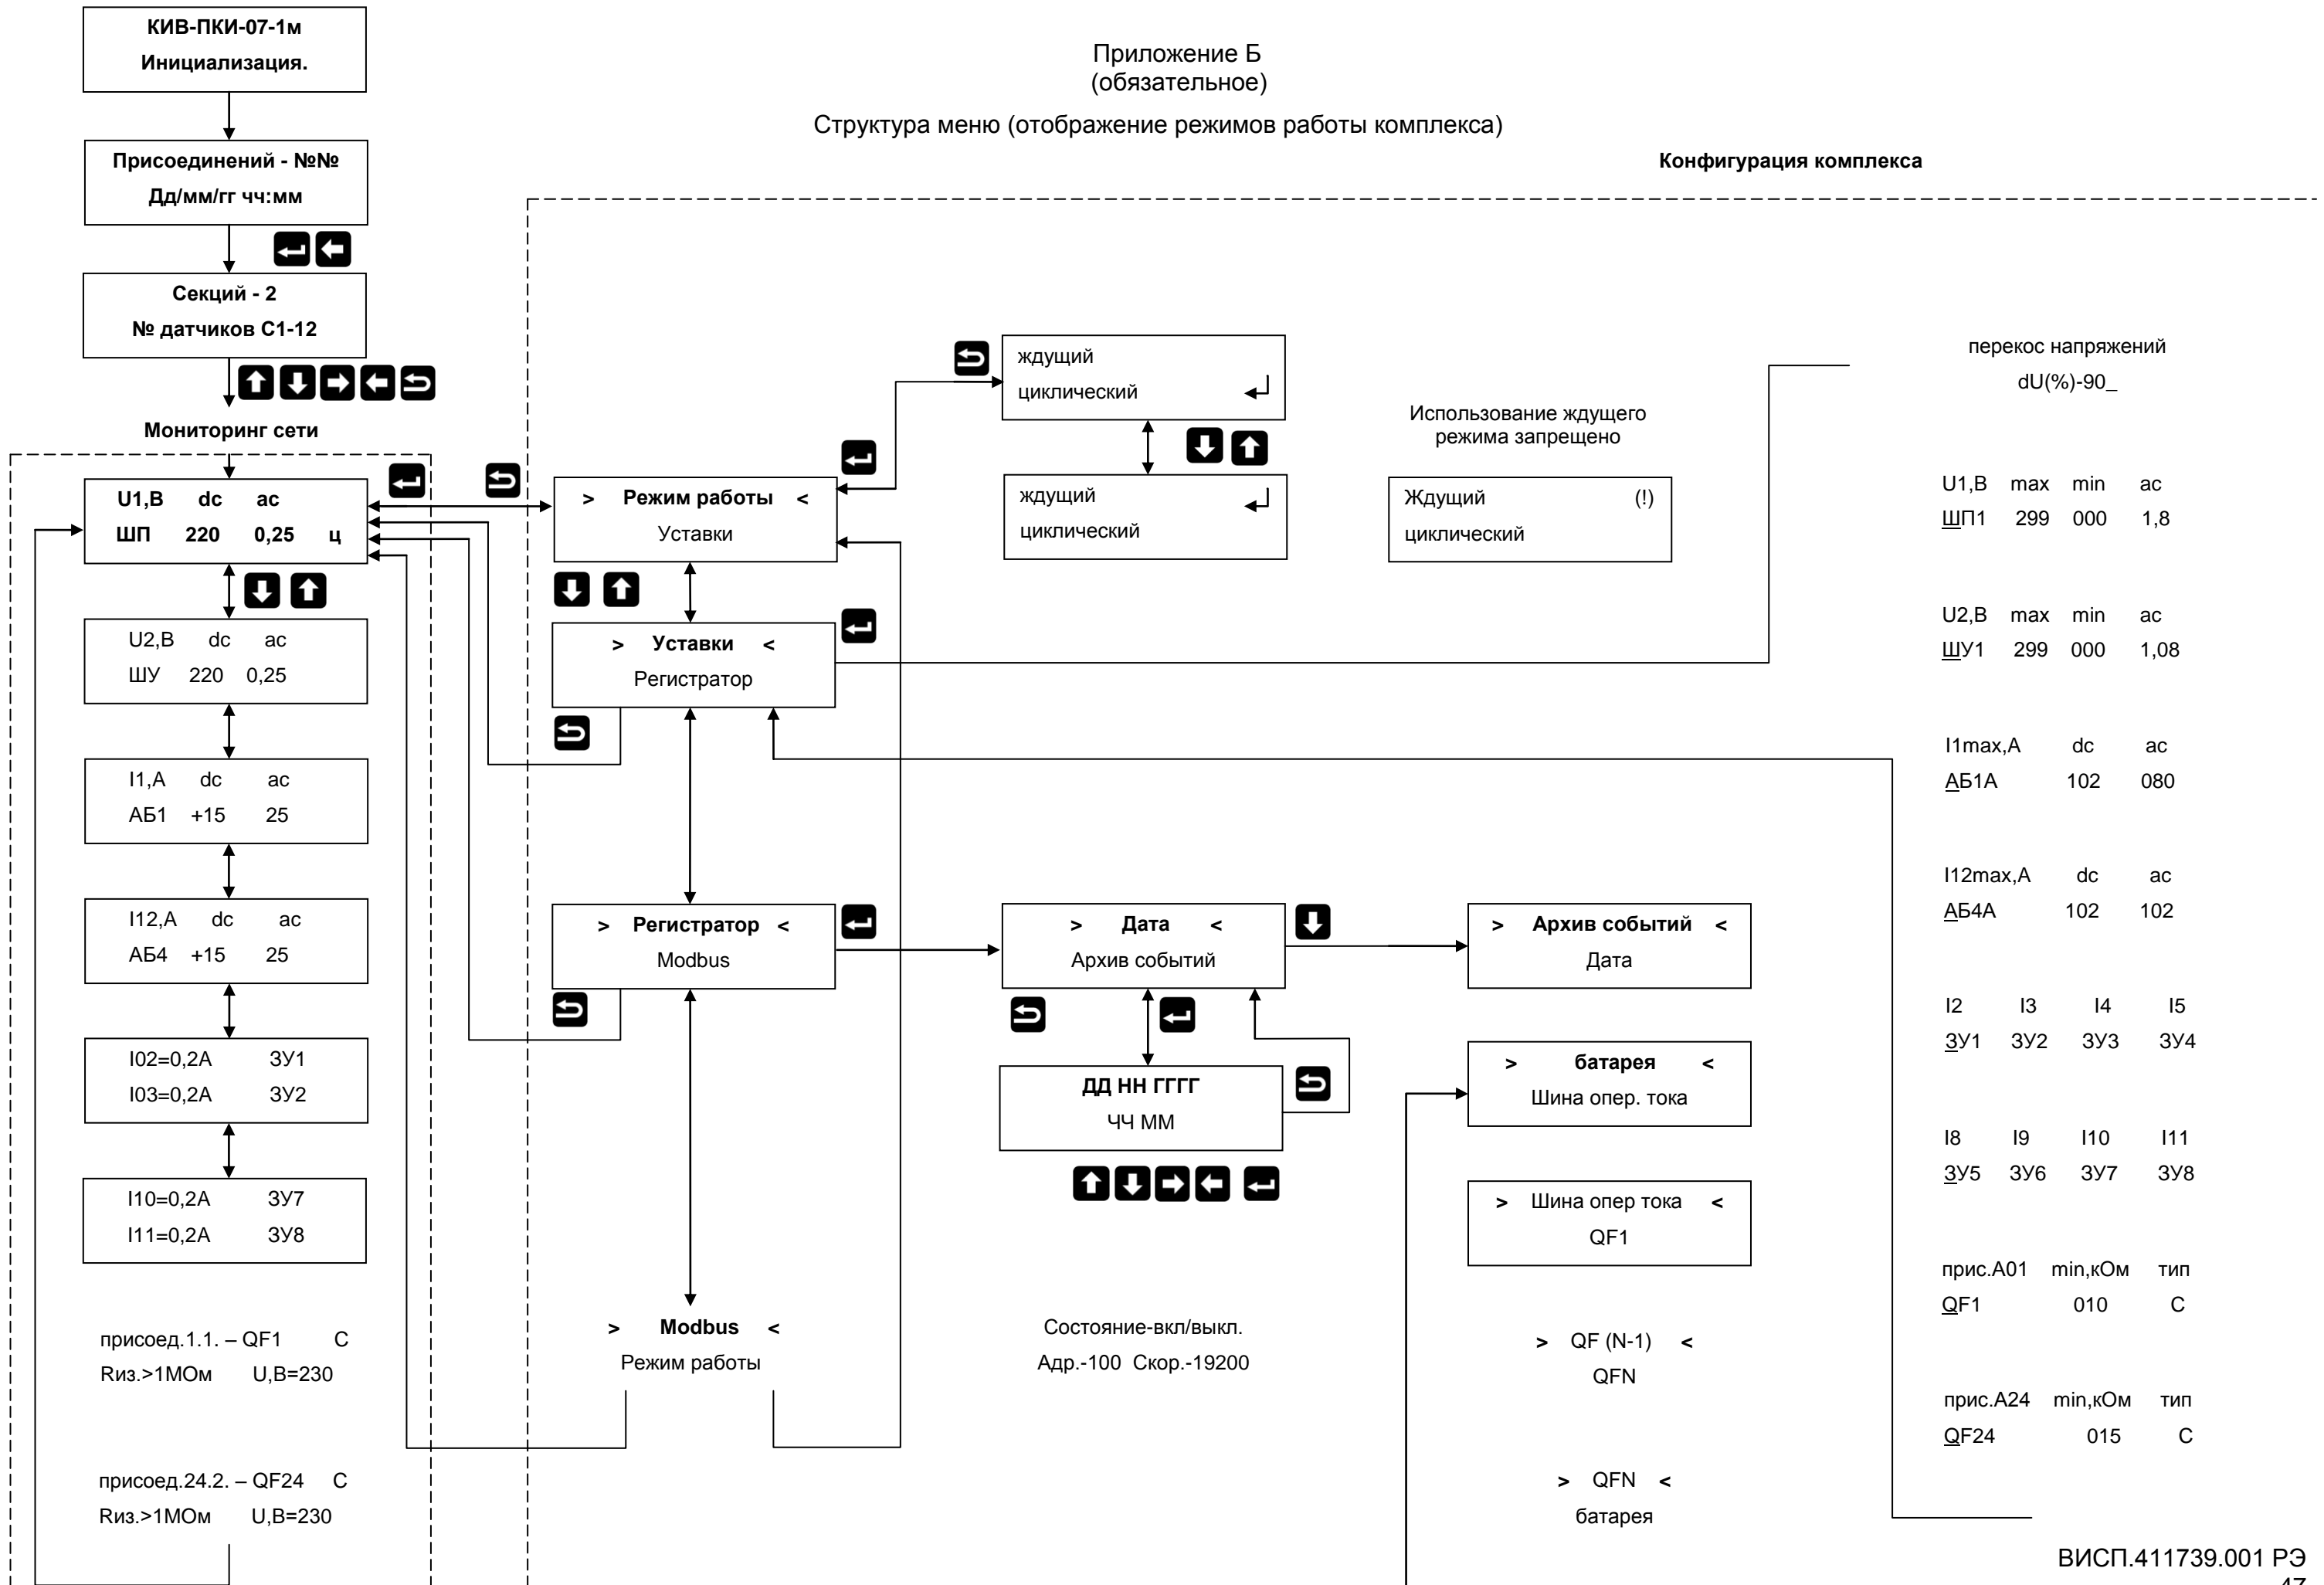 КИВ-ПКИ-07-1м
Инициализация.
Приложение Б
(обязательное)
Структура меню (отображение режимов работы комплекса)
Присоединений - №№
Дд/мм/гг чч:мм
Конфигурация комплекса
Секций - 2
№ датчиков С1-12
Мониторинг сети
U1,В dc ac
ШП 220 0,25 ц
U2,В dc ac
ШУ 220 0,25
I1,А dc ac
АБ1 +15 25
I12,А dc ac
АБ4 +15 25
I02=0,2А ЗУ1
I03=0,2А ЗУ2
I10=0,2А ЗУ7
I11=0,2А ЗУ8
присоед.1.1. – QF1 С
Rиз.>1МОм U,В=230
присоед.24.2. – QF24 С
Rиз.>1МОм U,В=230
> Режим работы <
Уставки
> Уставки <
Регистратор
> Регистратор <
Modbus
> Modbus <
Режим работы
ждущий
циклический
ждущий
циклический
Использование ждущего
режима запрещено
Ждущий (!)
циклический
> Дата <
Архив событий
ДД НН ГГГГ
ЧЧ ММ
Состояние-вкл/выкл.
Адр.-100 Скор.-19200
> Архив событий <
Дата
> батарея <
Шина опер. тока
> Шина опер тока <
QF1
> QF (N-1) <
QFN
> QFN <
батарея
перекос напряжений
dU(%)-90_
U1,В max min ac
ШП1 299 000 1,8
U2,В max min ac
ШУ1 299 000 1,08
I1max,А dc ac
АБ1А 102 080
I12max,А dc ac
АБ4А 102 102
I2 I3 I4 I5
ЗУ1 ЗУ2 ЗУ3 ЗУ4
I8 I9 I10 I11
ЗУ5 ЗУ6 ЗУ7 ЗУ8
прис.А01 min,кОм тип
QF1 010 С
прис.А24 min,кОм тип
QF24 015 С
ВИСП.411739.001 РЭ
47